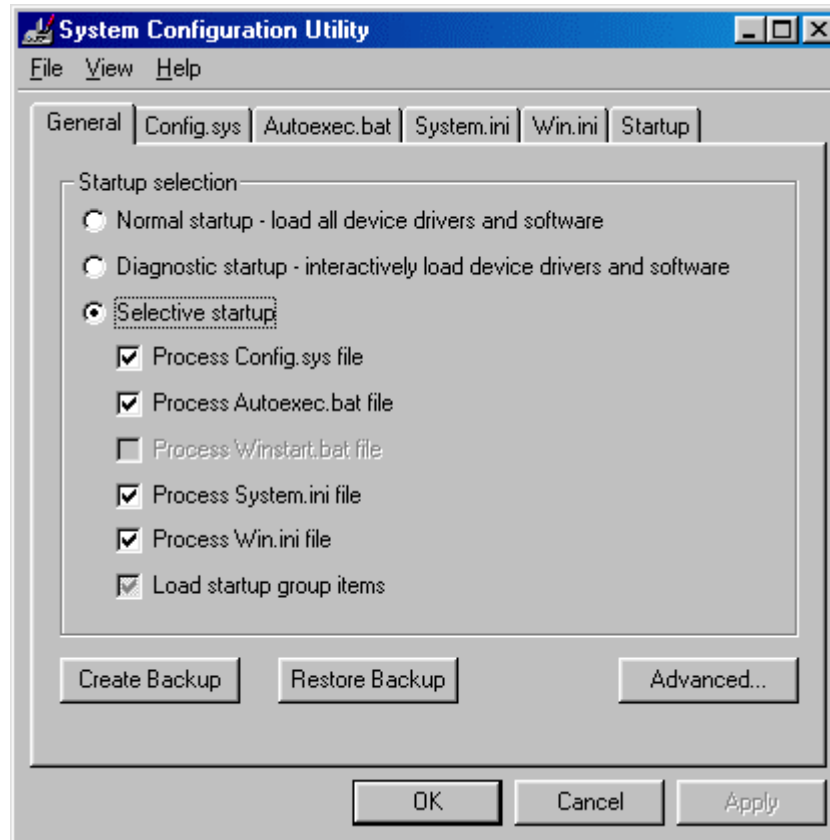 System Configuration Utility
File View Help
General Config.sys Autoexec.bat System.ini Win.ini Startup
Startup selection
Normal startup - load all device drivers and software
Diagnostic startup - interactively load device drivers and software
Selective startup
Process Config.sys file
Process Autoexec.bat file
Process Winstart.bat file
Process System.ini file
Process Win.ini file
Load startup group items
Create Backup Restore Backup Advanced...
OK Cancel Apply